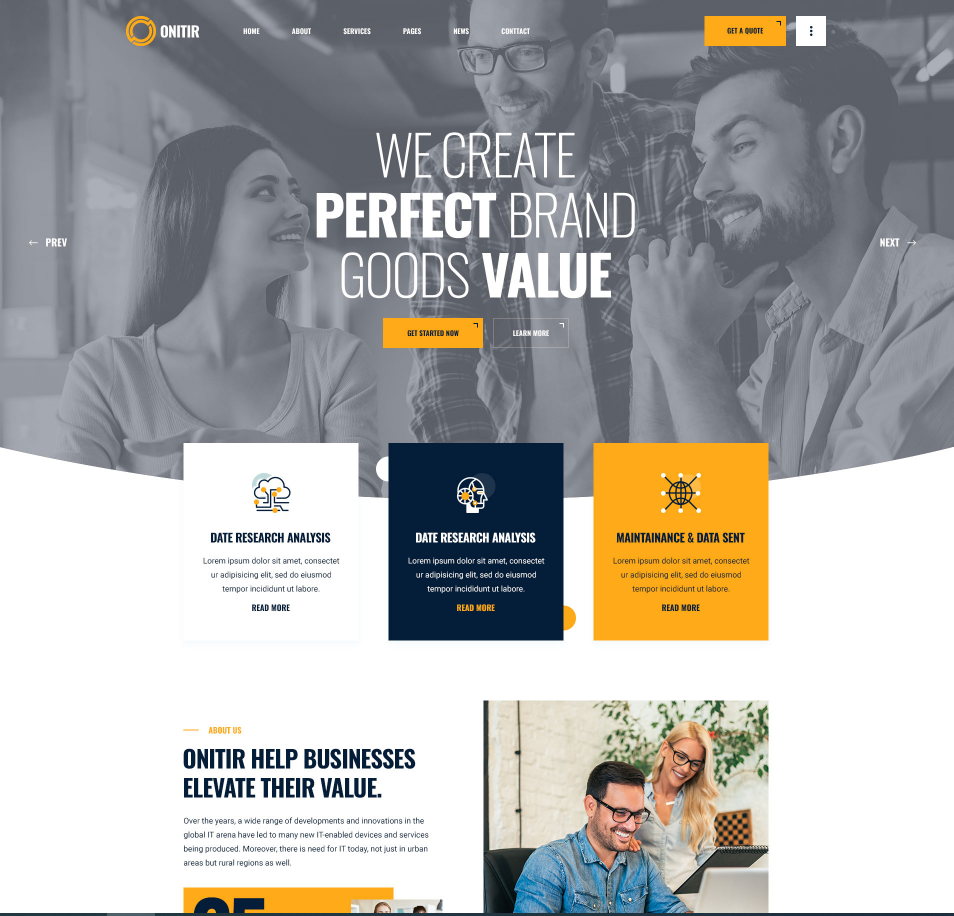 ONITIR
HOME ABOUT SERVICES PAGES NEWS CONTTACT
GET A QUOTE
WE CREATE
PERFECT BRAND
GOODS VALUE
← PREV
NEXT →
GET STARTED NOW
LEARN MORE
DATE RESEARCH ANALYSIS
Lorem ipsum dolor sit amet, consectet
ur adipisicing elit, sed do eiusmod
tempor incididunt ut labore.
READ MORE
DATE RESEARCH ANALYSIS
Lorem ipsum dolor sit amet, consectet
ur adipisicing elit, sed do eiusmod
tempor incididunt ut labore.
READ MORE
MAINTAINANCE & DATA SENT
Lorem ipsum dolor sit amet, consectet
ur adipisicing elit, sed do eiusmod
tempor incididunt ut labore.
READ MORE
ABOUT US
ONITIR HELP BUSINESSES
ELEVATE THEIR VALUE.
Over the years, a wide range of developments and innovations in the
global IT arena have led to many new IT-enabled devices and services
being produced. Moreover, there is need for IT today, not just in urban
areas but rural regions as well.